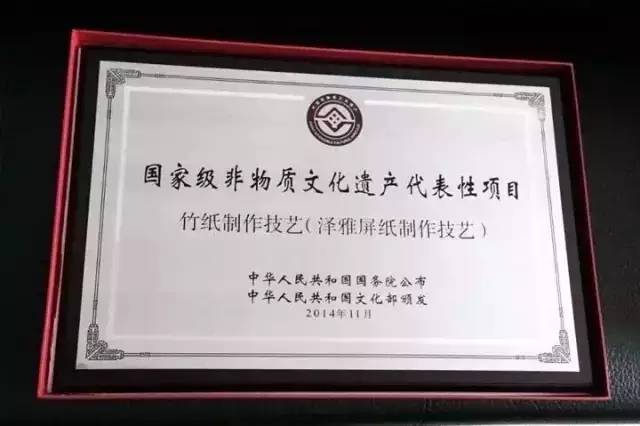 国家级非物质文化遗产代表性项目
竹纸制作技艺(泽雅屏纸制作技艺)
中华人民共和国国务院公布
中华人民共和国文化部颁发
2014年11月